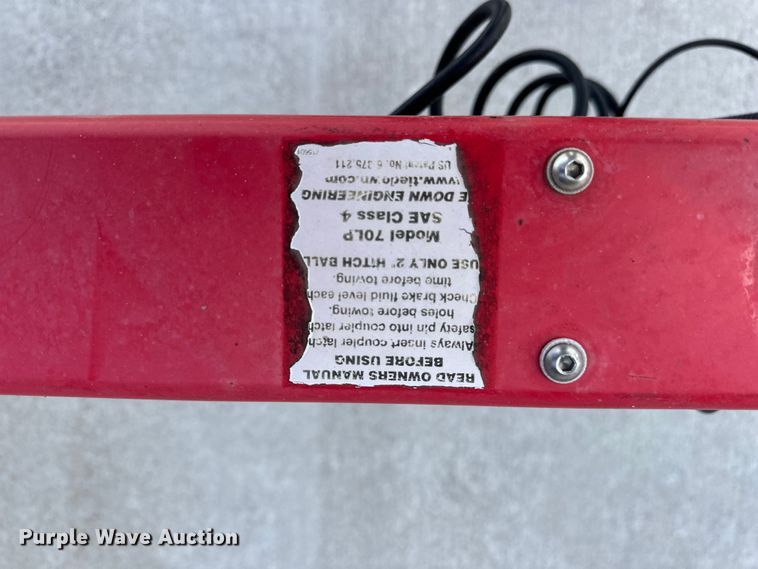 READ OWNERS MANUAL
BEFORE USING
Always insert coupler latch
safety pin into coupler latch
holes before towing.
Check brake fluid level each
time before towing.
USE ONLY 2" HITCH BALL
Model 70LP
SAE Class 4
IE DOWN ENGINEERING
www.tiedown.com
US Patent No. 6 375 211
Purple Wave Auction